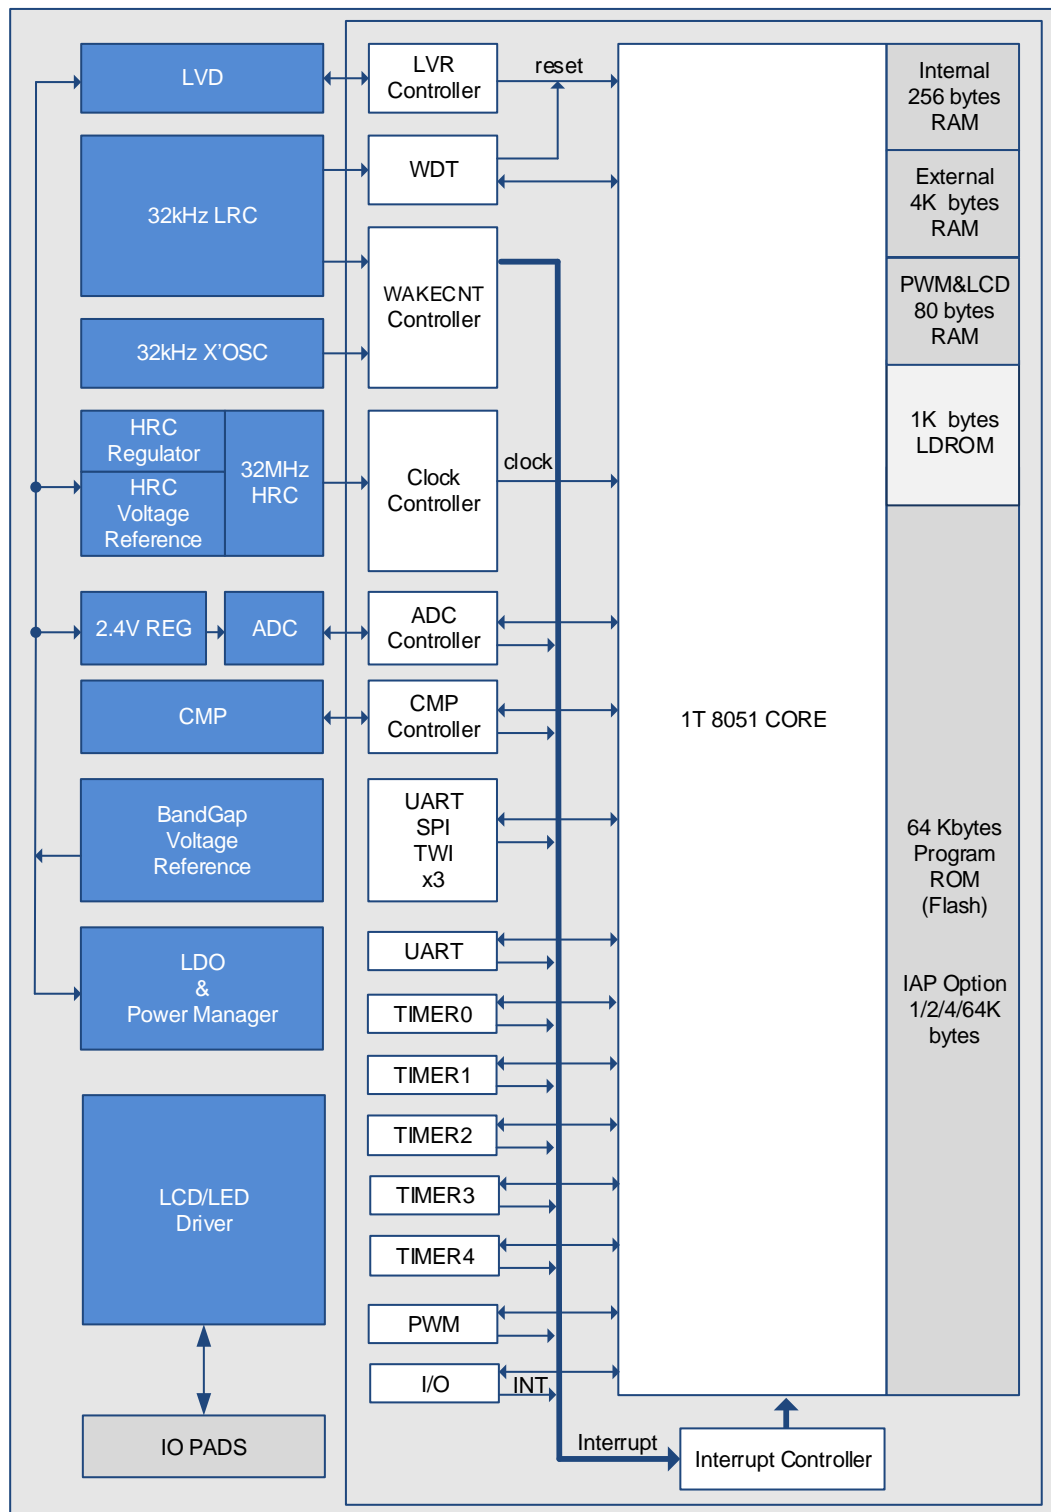 LVD
LVR
Controller
reset
Internal
256 bytes
RAM
32kHz LRC
WDT
External
4K bytes
RAM
WAKECNT
Controller
PWM&LCD
80 bytes
RAM
32kHz X'OSC
HRC
Regulator
HRC
Voltage
Reference
32MHz
HRC
Clock
Controller
clock
1K bytes
LDROM
2.4V REG
ADC
ADC
Controller
CMP
CMP
Controller
1T 8051 CORE
BandGap
Voltage
Reference
UART
SPI
TWI
x3
64 Kbytes
Program
ROM
(Flash)
IAP Option
1/2/4/64K
bytes
LDO
&
Power Manager
UART
TIMER0
TIMER1
TIMER2
LCD/LED
Driver
TIMER3
TIMER4
PWM
I/O
INT
IO PADS
Interrupt
Interrupt Controller